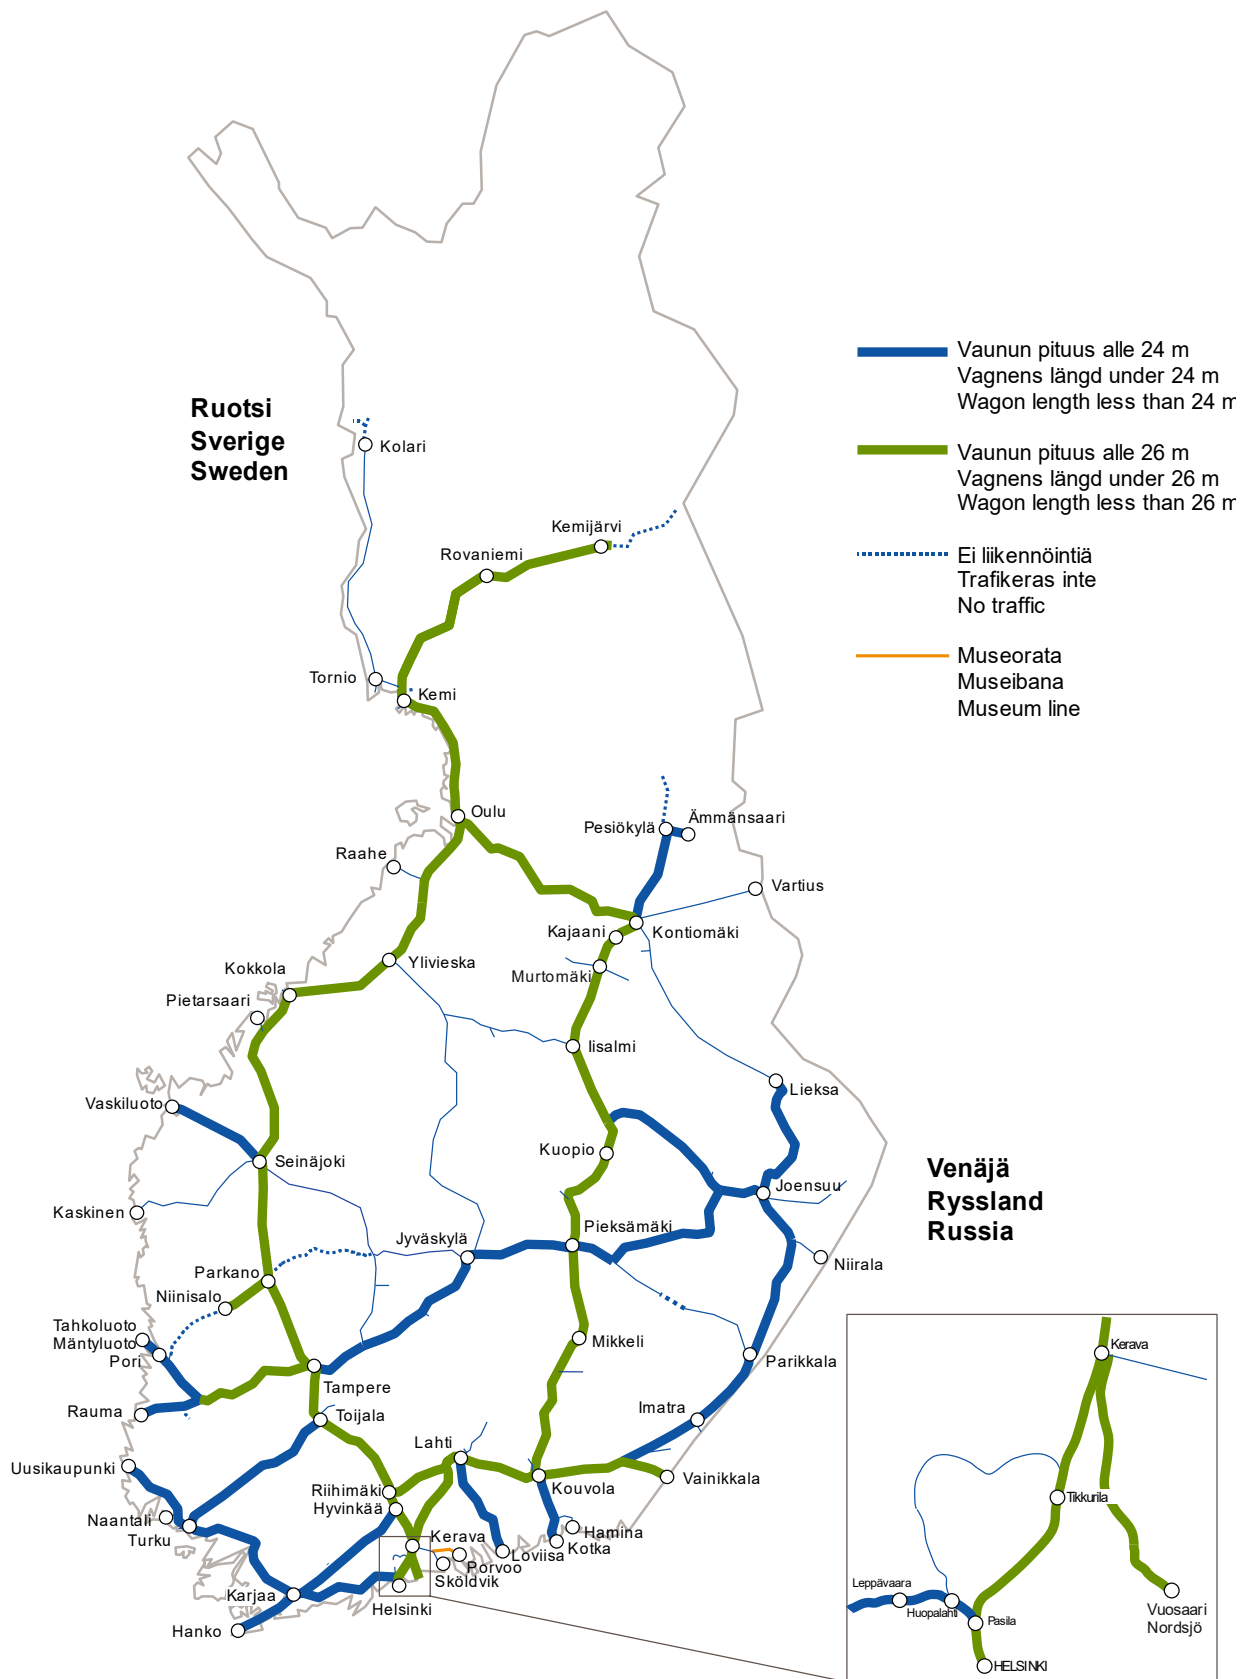 Ruotsi
Sverige
Sweden
Vaunun pituus alle 24 m
Vagnens längd under 24 m
Wagon length less than 24 m
Vaunun pituus alle 26 m
Vagnens längd under 26 m
Wagon length less than 26 m
Ei liikennöintiä
Trafikeras inte
No traffic
Museorata
Museibana
Museum line
Kolari
Kemijärvi
Rovaniemi
Tornio
Kemi
Oulu
Pesiökylä
Ämmänsaari
Raahe
Vartius
Kajaani
Kontiomäki
Ylivieska
Murtomäki
Kokkola
Pietarsaari
Iisalmi
Lieksa
Vaskiluoto
Kuopio
Seinäjoki
Joensuu
Kaskinen
Pieksämäki
Jyväskylä
Niirala
Venäjä
Ryssland
Russia
Parkano
Niinisalo
Tahkoluoto
Mäntyluoto
Pori
Mikkeli
Parikkala
Tampere
Rauma
Toijala
Imatra
Lahti
Uusikaupunki
Vainikkala
Riihimäki
Kouvola
Hyvinkää
Naantali
Turku
Kerava
Hamina
Kotka
Loviisa
Porvoo
Sköldvik
Karjaa
Helsinki
Hanko
Kerava
Tikkurila
Leppävaara
Huopalahti
Pasila
Vuosaari
Nordsjö
HELSINKI